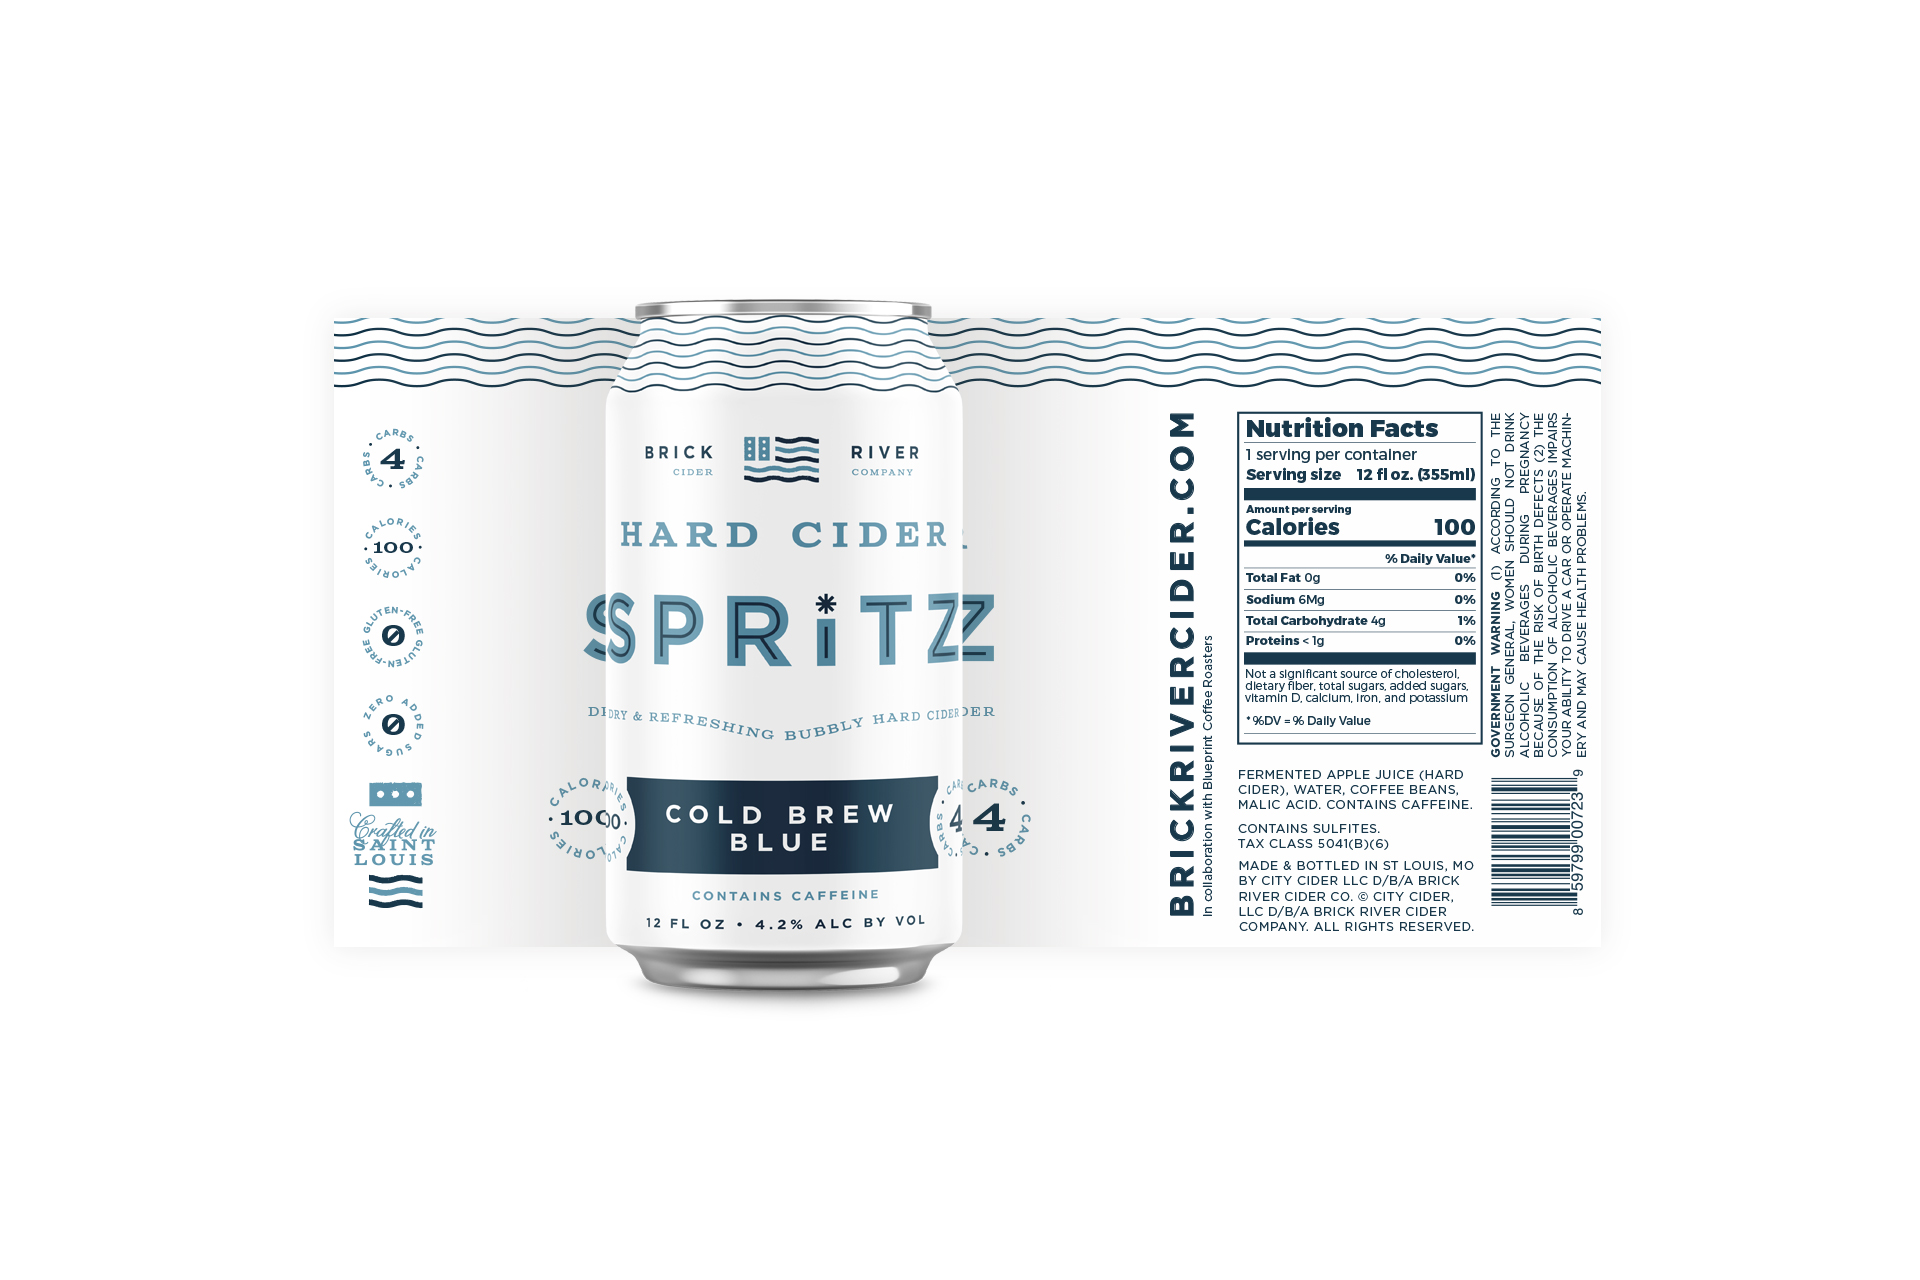 CARBS • CARBS • CARBS •
4
CALORIES • CALORIES •
100
GLUTEN-FREE GLUTEN-FREE
0
ZERO ADDED SUGARS
0
Crafted in
SAINT
LOUIS
BRICK RIVER
CIDER COMPANY
HARD CIDER
SPRiTZ
DRY & REFRESHING BUBBLY HARD CIDER
CALORIES
100
COLD BREW
BLUE
CARBS • CARBS •
4
CONTAINS CAFFEINE
12 FL OZ • 4.2% ALC BY VOL
BRICKRIVERCIDER.COM
In collaboration with Blueprint Coffee Roasters
Nutrition Facts
1 serving per container
Serving size 12 fl oz. (355ml)
Amount per serving
Calories 100
% Daily Value*
Total Fat 0g 0%
Sodium 6Mg 0%
Total Carbohydrate 4g 1%
Proteins < 1g 0%
Not a significant source of cholesterol,
dietary fiber, total sugars, added sugars,
vitamin D, calcium, iron, and potassium
*%DV = % Daily Value
FERMENTED APPLE JUICE (HARD
CIDER), WATER, COFFEE BEANS,
MALIC ACID. CONTAINS CAFFEINE.
CONTAINS SULFITES.
TAX CLASS 5041(B)(6)
MADE & BOTTLED IN ST LOUIS, MO
BY CITY CIDER LLC D/B/A BRICK
RIVER CIDER CO. © CITY CIDER,
LLC D/B/A BRICK RIVER CIDER
COMPANY. ALL RIGHTS RESERVED.
GOVERNMENT WARNING (1) ACCORDING TO THE
SURGEON GENERAL, WOMEN SHOULD NOT DRINK
ALCOHOLIC BEVERAGES DURING PREGNANCY
BECAUSE OF THE RISK OF BIRTH DEFECTS (2) THE
CONSUMPTION OF ALCOHOLIC BEVERAGES IMPAIRS
YOUR ABILITY TO DRIVE A CAR OR OPERATE MACHIN-
ERY AND MAY CAUSE HEALTH PROBLEMS.
8 59799 00723 9